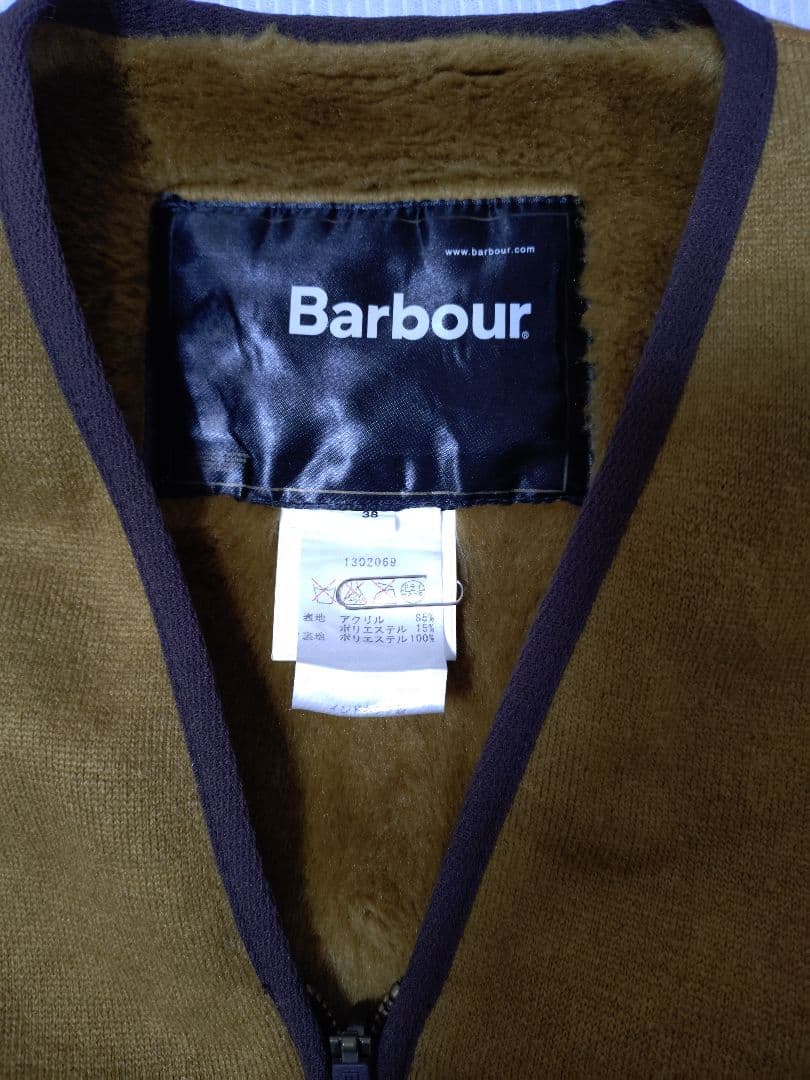 www.barbour.com
Barbour®
38
1302069
表地 アクリル 85%
ポリエステル 15%
裏地 ポリエステル 100%